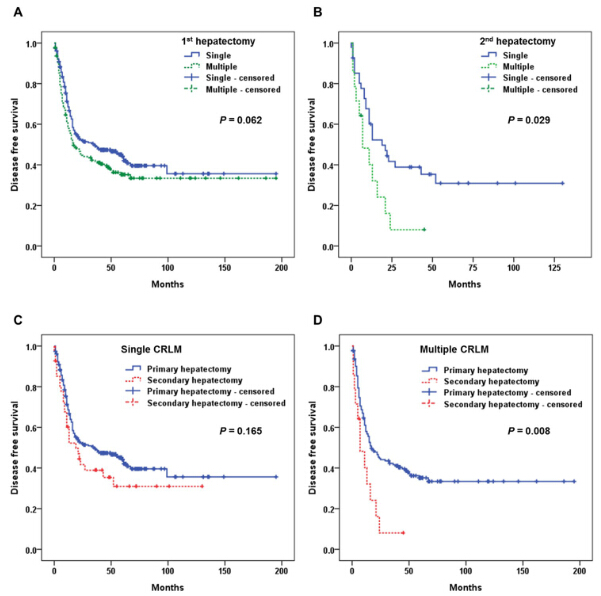 A
1st hepatectomy
Single
Multiple
Single - censored
Multiple - censored
P = 0.062
Disease free survival
1.0
0.8
0.6
0.4
0.2
0.0
0
50
100
150
200
Months
B
2nd hepatectomy
Single
Multiple
Single - censored
Multiple - censored
P = 0.029
Disease free survival
1.0
0.8
0.6
0.4
0.2
0.0
0
25
50
75
100
125
Months
C
Single CRLM
Primary hepatectomy
Secondary hepatectomy
Primary hepatectomy - censored
Secondary hepatectomy - censored
P = 0.165
Disease free survival
1.0
0.8
0.6
0.4
0.2
0.0
0
50
100
150
200
Months
D
Multiple CRLM
Primary hepatectomy
Secondary hepatectomy
Primary hepatectomy - censored
Secondary hepatectomy - censored
P = 0.008
Disease free survival
1.0
0.8
0.6
0.4
0.2
0.0
0
50
100
150
200
Months